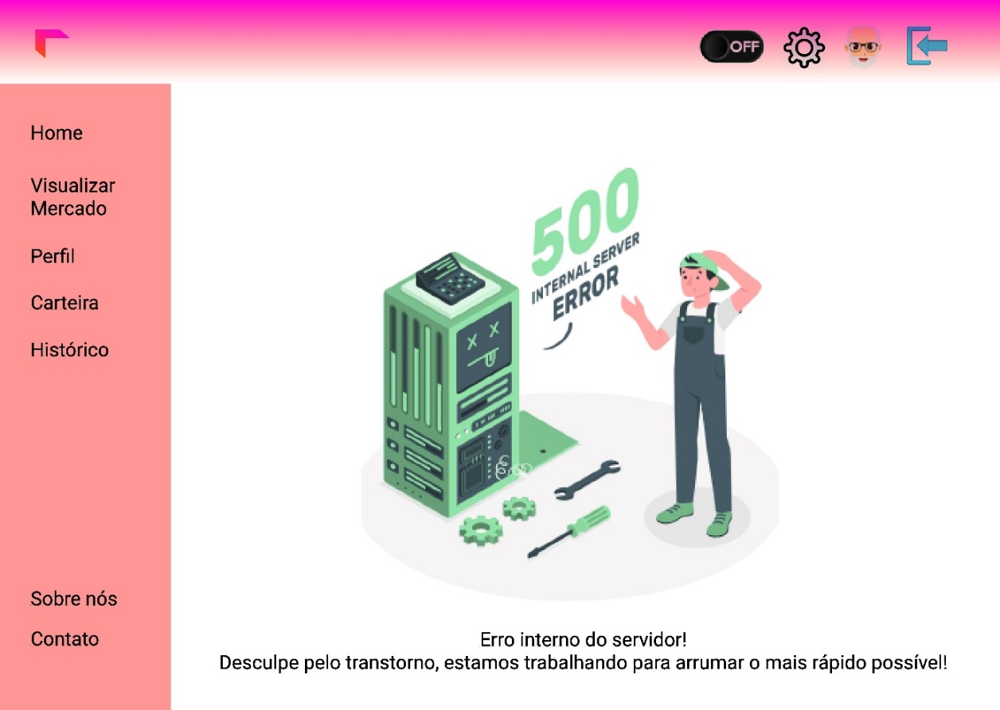 OFF
Home
Visualizar
Mercado
Perfil
Carteira
Histórico
500
INTERNAL SERVER
ERROR
Sobre nós
Contato
Erro interno do servidor!
Desculpe pelo transtorno, estamos trabalhando para arrumar o mais rápido possível!